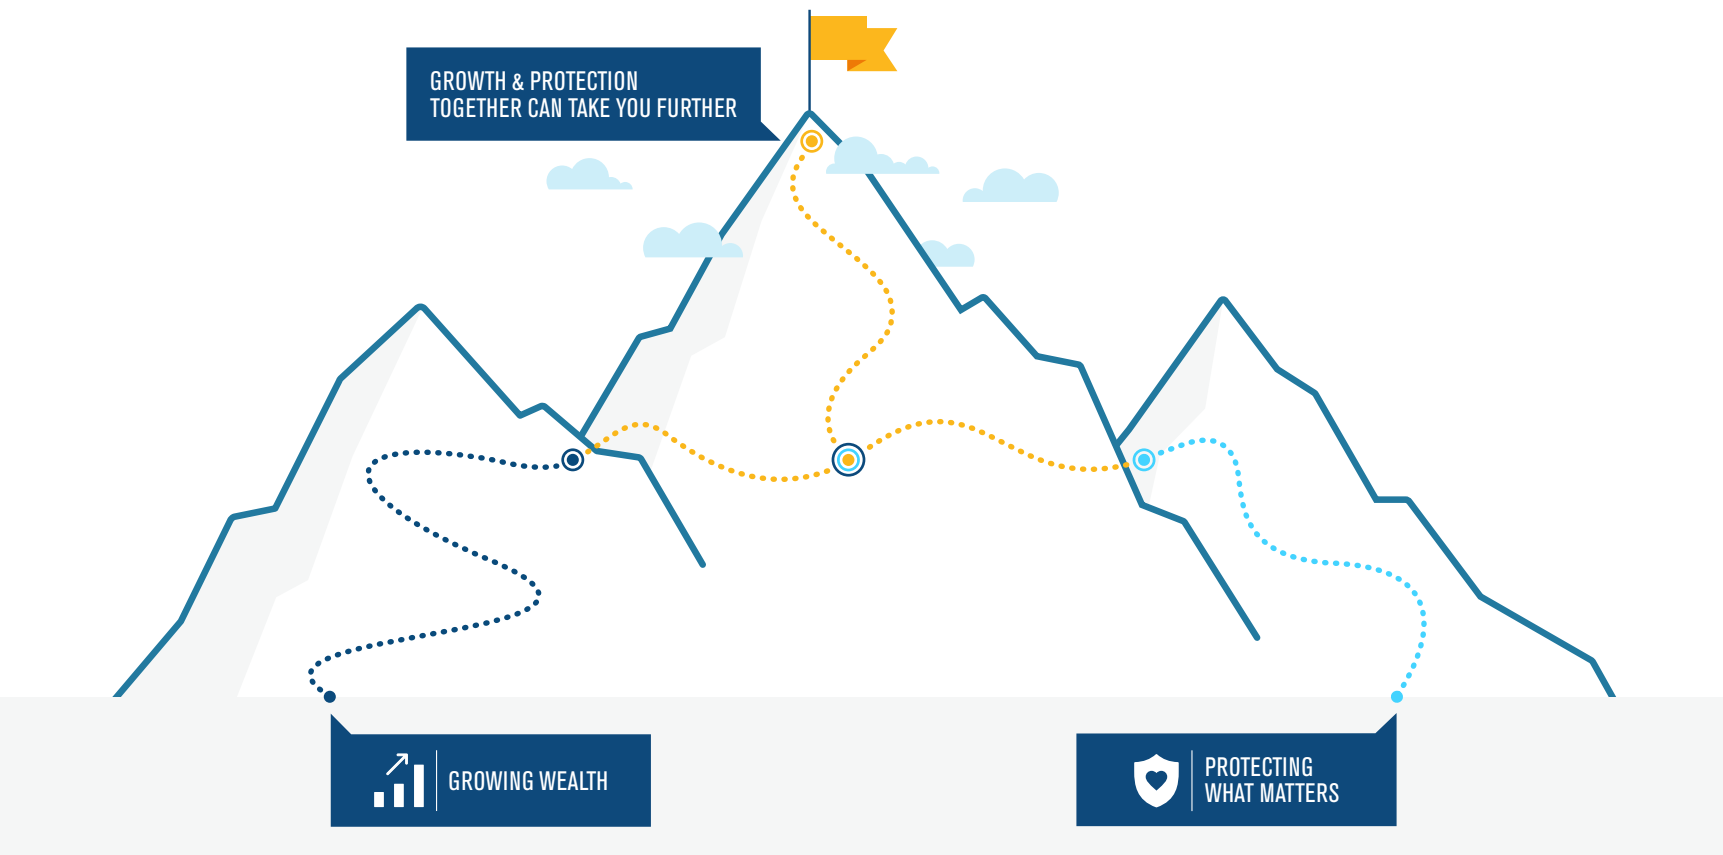 GROWTH & PROTECTION
TOGETHER CAN TAKE YOU FURTHER
GROWING WEALTH
PROTECTING
WHAT MATTERS